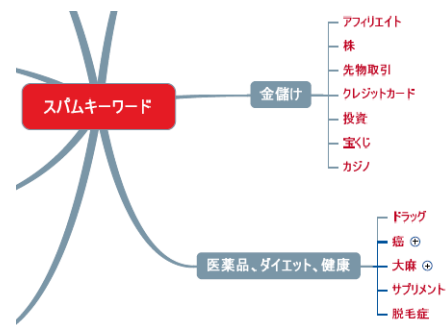 スパムキーワード
金儲け
アフィリエイト
株
先物取引
クレジットカード
投資
宝くじ
カジノ
医薬品、ダイエット、健康
ドラッグ
癌
大麻
サプリメント
脱毛症